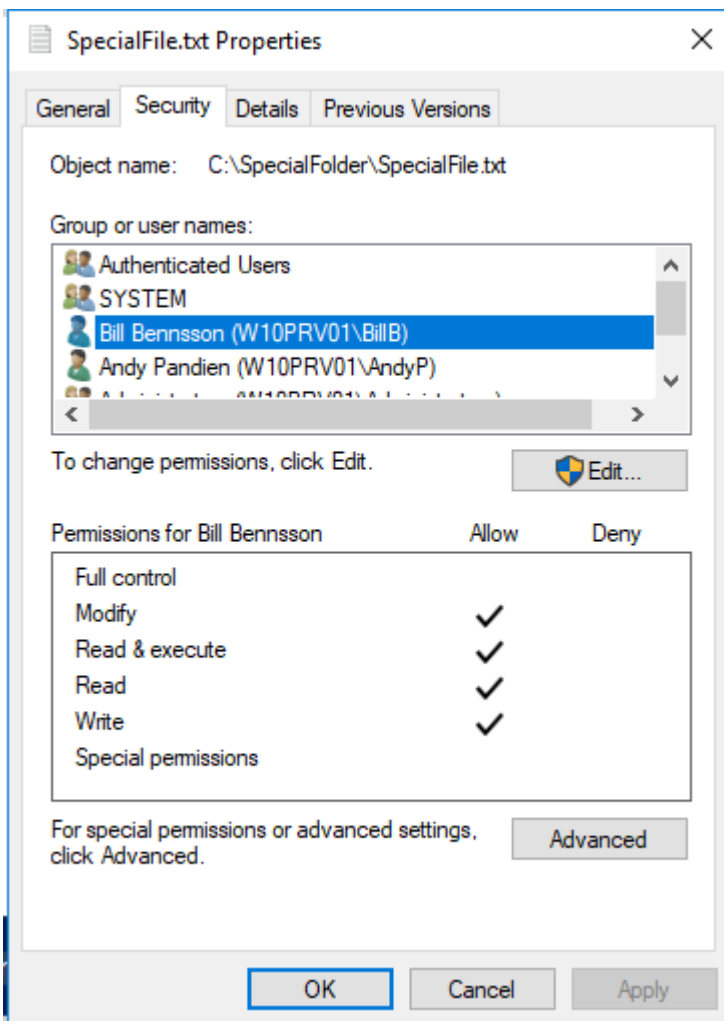 SpecialFile.txt Properties
General Security Details Previous Versions
Object name: C:\SpecialFolder\SpecialFile.txt
Group or user names:
Authenticated Users
SYSTEM
Bill Bennsson (W10PRV01\BillB)
Andy Pandien (W10PRV01\AndyP)
To change permissions, click Edit.
Edit...
Permissions for Bill Bennsson Allow Deny
Full control
Modify
Read & execute
Read
Write
Special permissions
For special permissions or advanced settings,
click Advanced.
Advanced
OK Cancel Apply